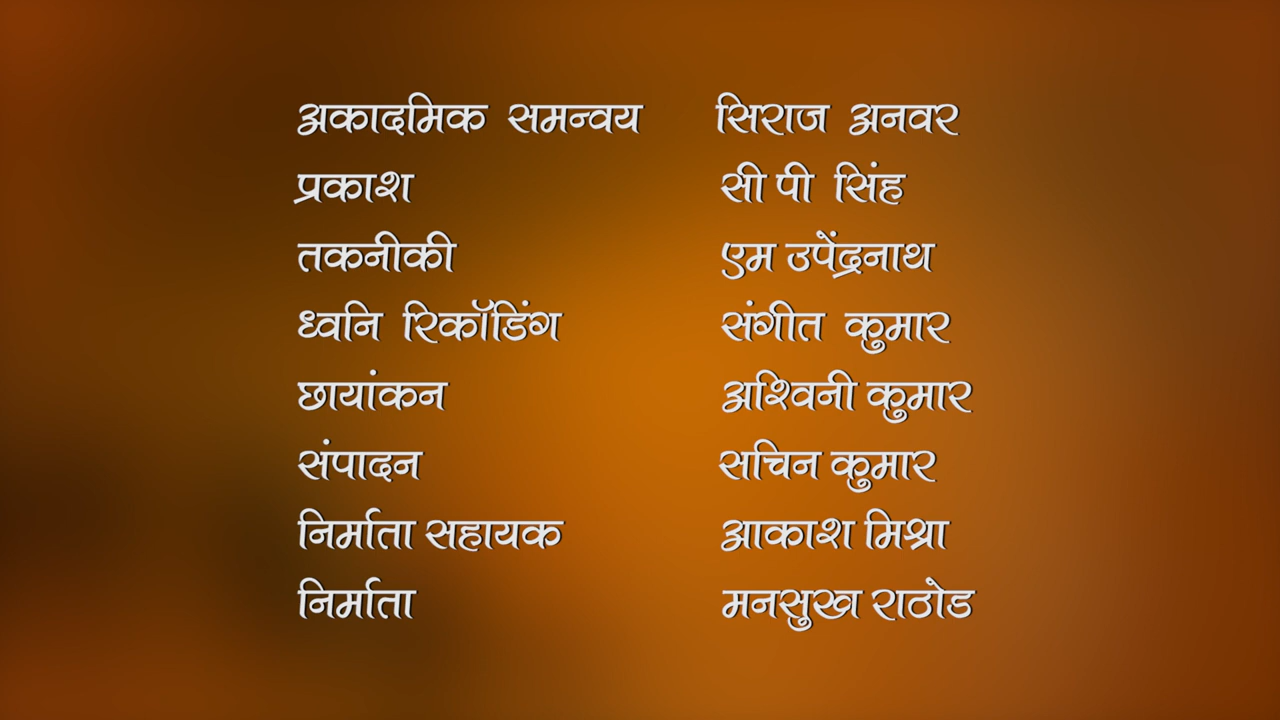 अकादमिक समन्वय सिराज अनवर
प्रकाश सी पी सिंह
तकनीकी एम उपेंद्रनाथ
ध्वनि रिकॉडिंग संगीत कुमार
छायांकन अश्विनी कुमार
संपादन सचिन कुमार
निर्माता सहायक आकाश मिश्रा
निर्माता मनसुख राठोड